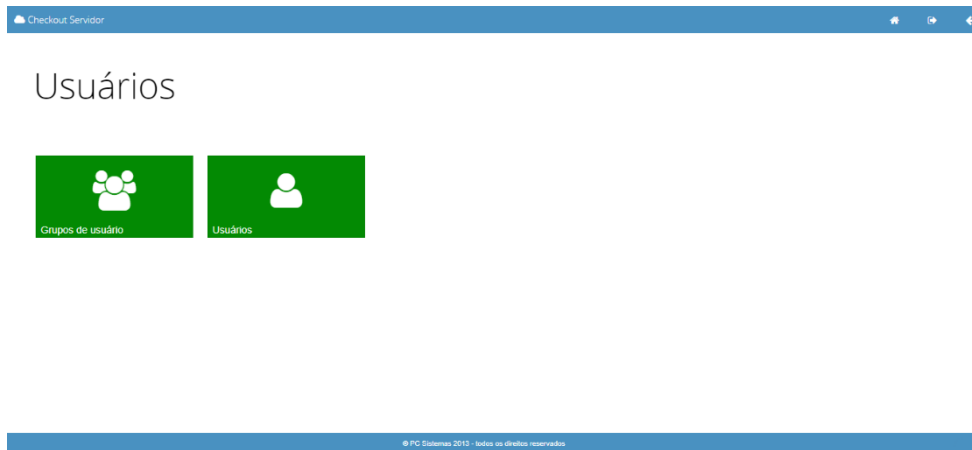 Checkout Servidor
Usuários
Grupos de usuário
Usuários
© PC Sistemas 2013 - todos os direitos reservados